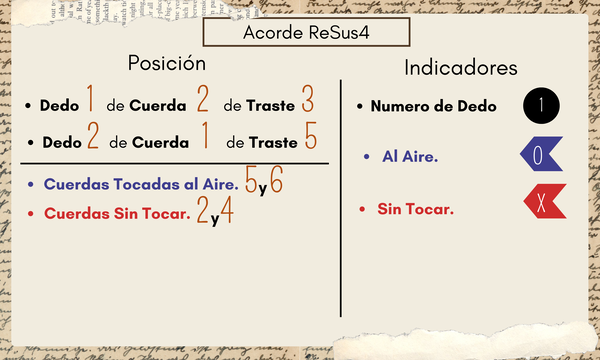 Acorde ReSus4
Posición
• Dedo 1 de Cuerda 2 de Traste 3
• Dedo 2 de Cuerda 1 de Traste 5
• Cuerdas Tocadas al Aire. 5 y 6
• Cuerdas Sin Tocar. 2 y 4
Indicadores
• Numero de Dedo 1
• Al Aire. 0
• Sin Tocar. X